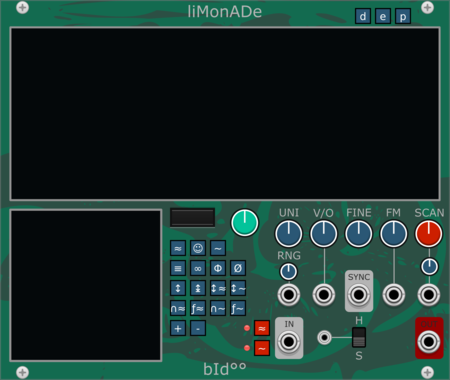 liMonADe
d e p
UNI V/O FINE FM SCAN
RNG
SYNC
≈ ☺ ~
≡ ∞ Φ Ø
↕ ↨ ↕≈ ↕~
∩≈ ƒ≈ ∩~ ƒ~
+ -
≈
~
IN
H
S
bId°°